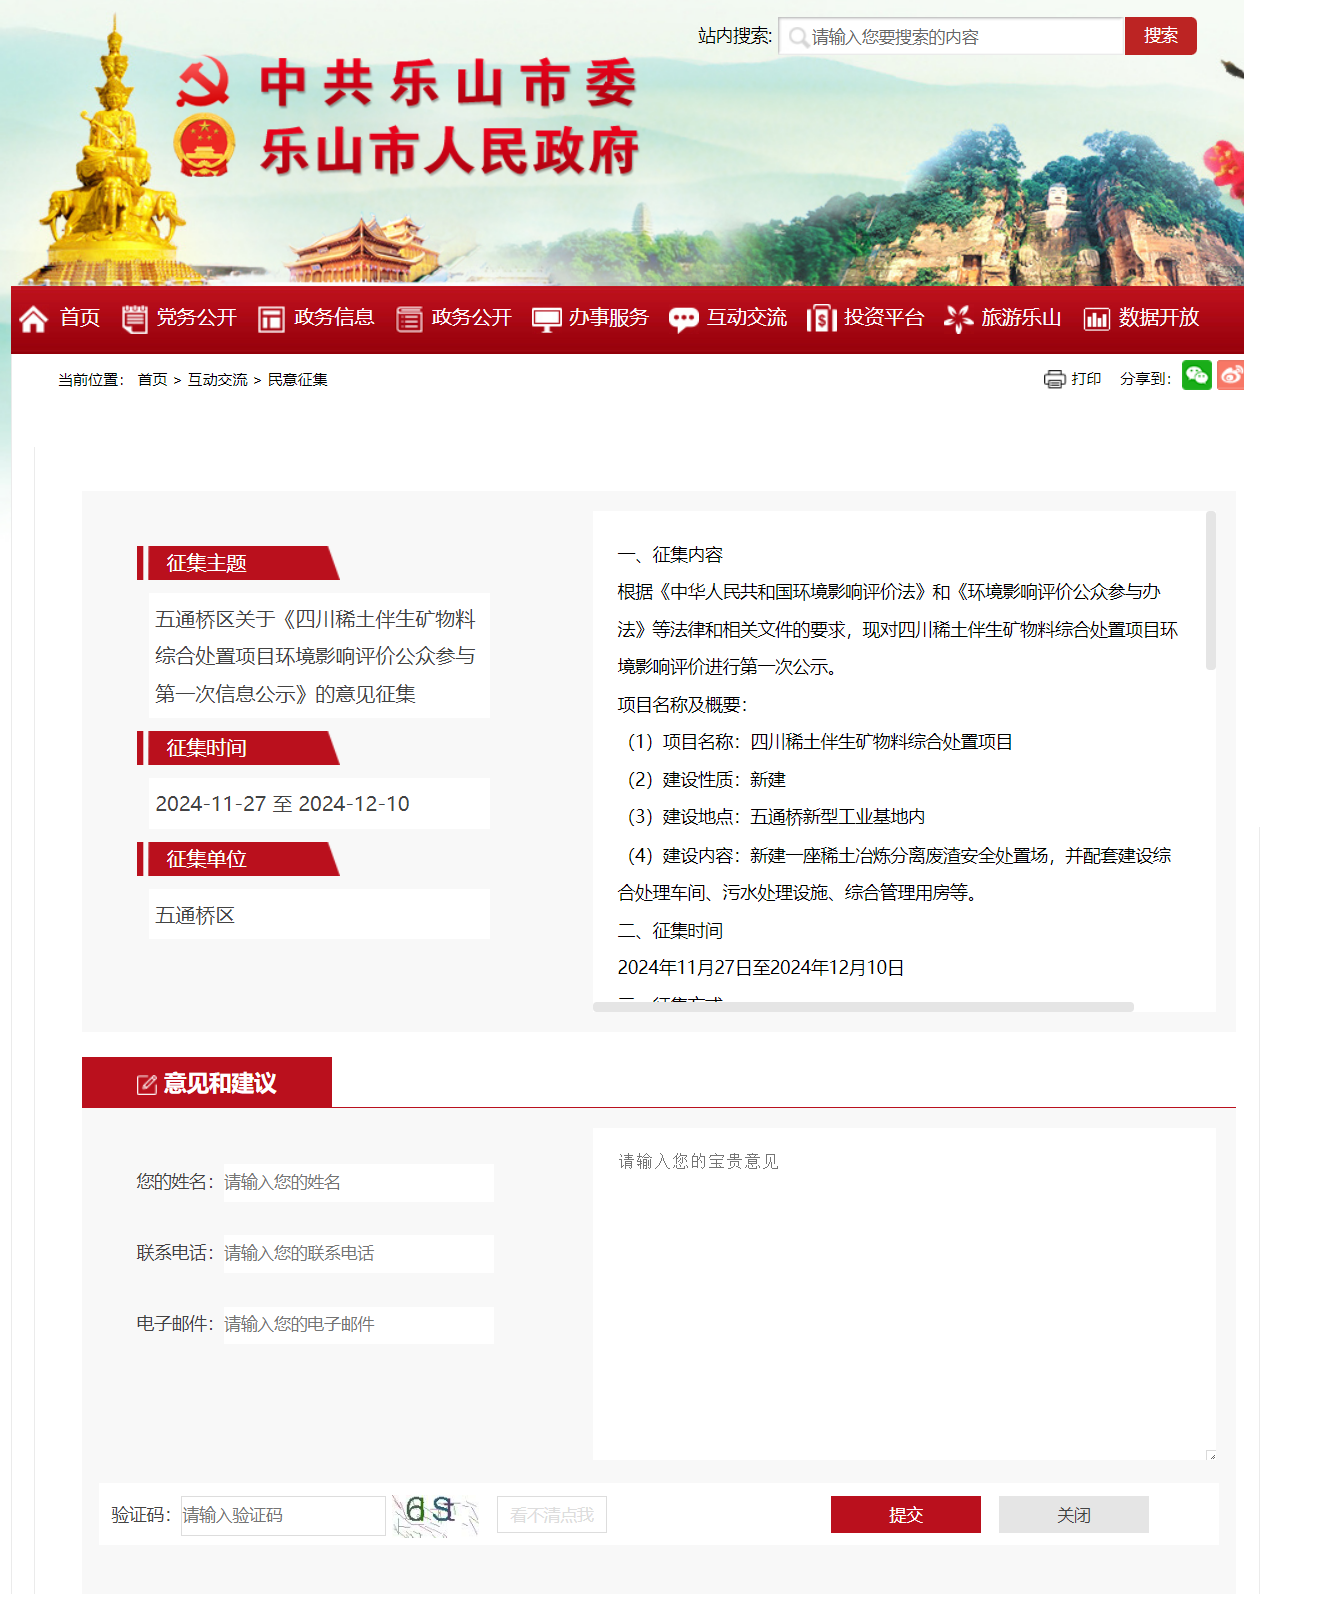 站内搜索:
请输入您要搜索的内容
搜索
中共乐山市委
乐山市人民政府
首页 党务公开 政务信息 政务公开 办事服务 互动交流 投资平台 旅游乐山 数据开放
当前位置： 首页 > 互动交流 > 民意征集
打印 分享到：
征集主题
五通桥区关于《四川稀土伴生矿物料
综合处置项目环境影响评价公众参与
第一次信息公示》的意见征集
征集时间
2024-11-27 至 2024-12-10
征集单位
五通桥区
一、征集内容
根据《中华人民共和国环境影响评价法》和《环境影响评价公众参与办
法》等法律和相关文件的要求，现对四川稀土伴生矿物料综合处置项目环
境影响评价进行第一次公示。
项目名称及概要：
（1）项目名称：四川稀土伴生矿物料综合处置项目
（2）建设性质：新建
（3）建设地点：五通桥新型工业基地内
（4）建设内容：新建一座稀土冶炼分离废渣安全处置场，并配套建设综
合处理车间、污水处理设施、综合管理用房等。
二、征集时间
2024年11月27日至2024年12月10日
意见和建议
您的姓名：请输入您的姓名
联系电话：请输入您的联系电话
电子邮件：请输入您的电子邮件
请输入您的宝贵意见
验证码：请输入验证码
看不清点我
提交
关闭